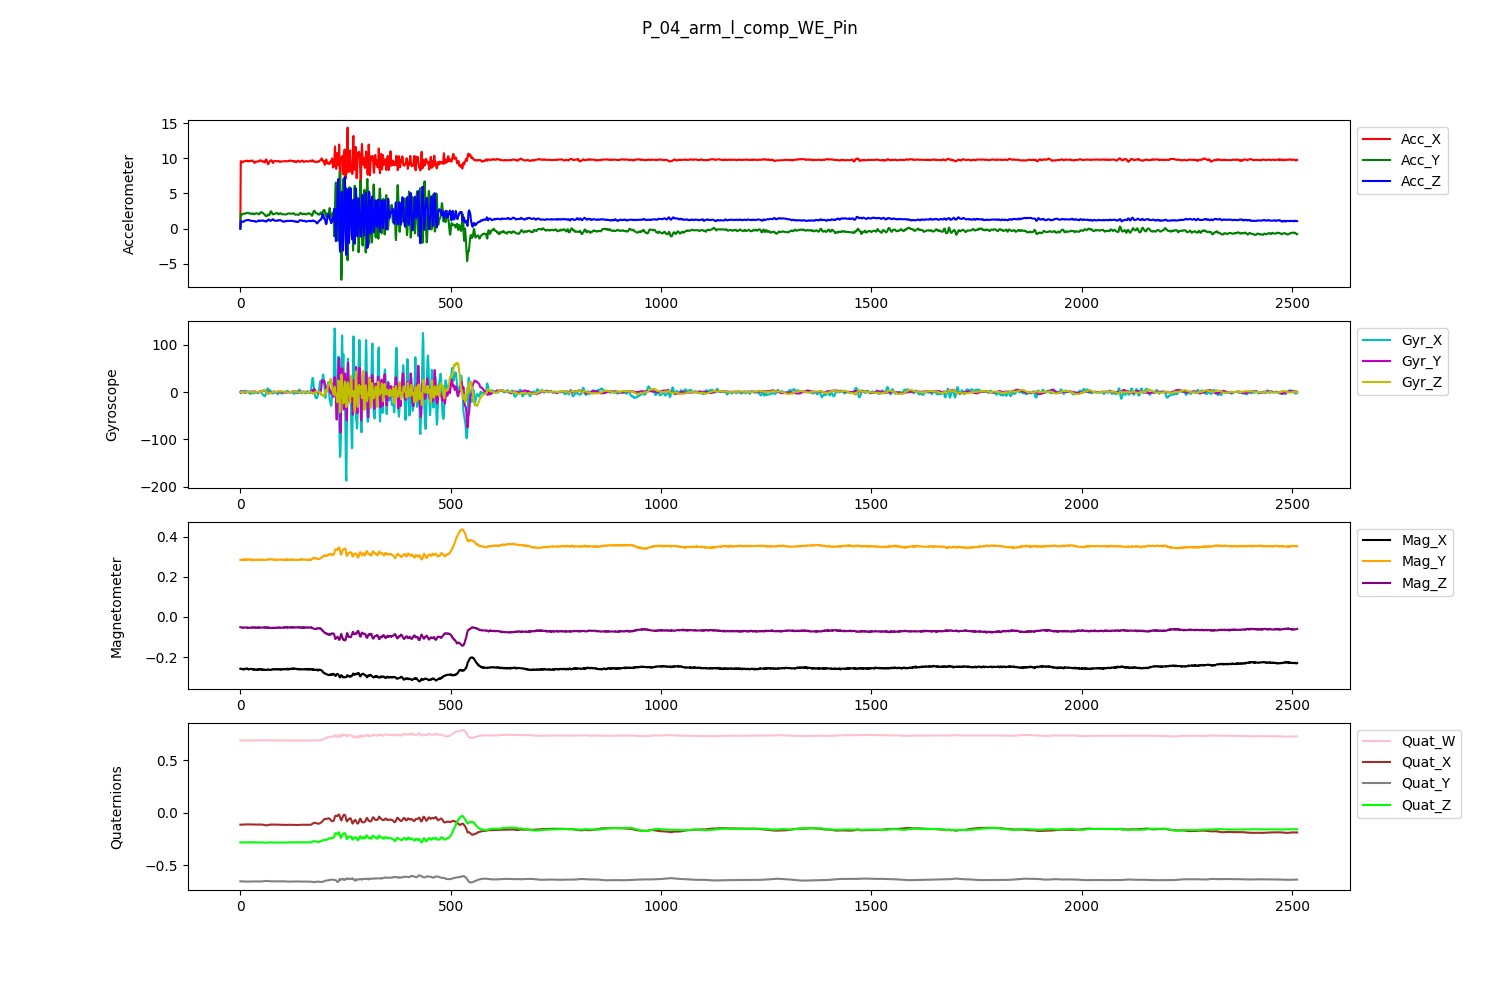 P_04_arm_l_comp_WE_Pin
Accelerometer
15
10
5
0
−5
0 500 1000 1500 2000 2500
Acc_X
Acc_Y
Acc_Z
Gyroscope
100
0
−100
−200
0 500 1000 1500 2000 2500
Gyr_X
Gyr_Y
Gyr_Z
Magnetometer
0.4
0.2
0.0
−0.2
0 500 1000 1500 2000 2500
Mag_X
Mag_Y
Mag_Z
Quaternions
0.5
0.0
−0.5
0 500 1000 1500 2000 2500
Quat_W
Quat_X
Quat_Y
Quat_Z